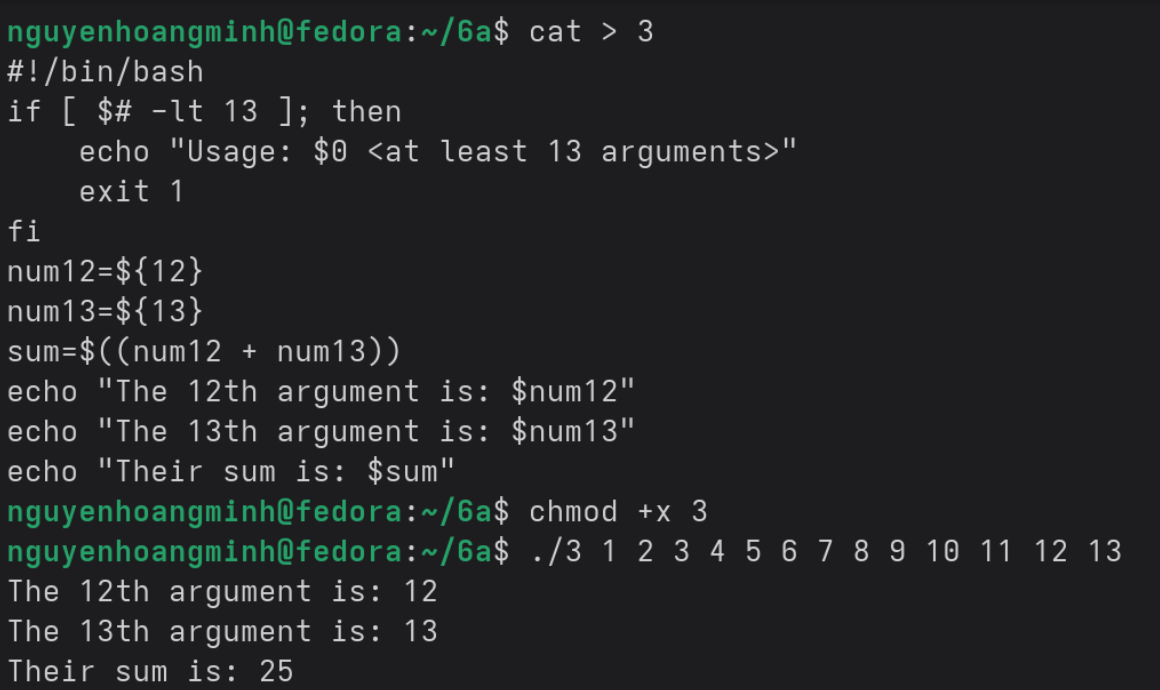 nguyenhoangminh@fedora:~/6a$ cat > 3
#!/bin/bash
if [ $# -lt 13 ]; then
    echo "Usage: $0 <at least 13 arguments>"
    exit 1
fi
num12=${12}
num13=${13}
sum=$((num12 + num13))
echo "The 12th argument is: $num12"
echo "The 13th argument is: $num13"
echo "Their sum is: $sum"
nguyenhoangminh@fedora:~/6a$ chmod +x 3
nguyenhoangminh@fedora:~/6a$ ./3 1 2 3 4 5 6 7 8 9 10 11 12 13
The 12th argument is: 12
The 13th argument is: 13
Their sum is: 25